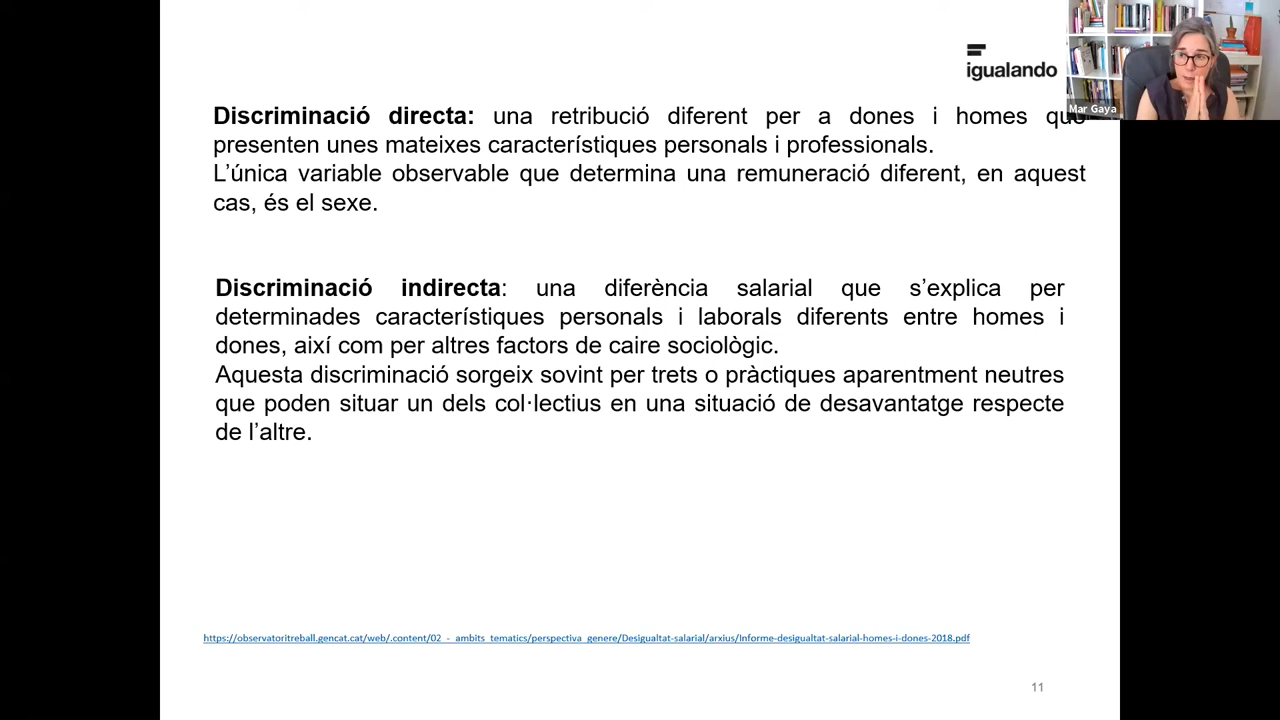 igualando
Mar Gaya
Discriminació directa: una retribució diferent per a dones i homes que
presenten unes mateixes característiques personals i professionals.
L’única variable observable que determina una remuneració diferent, en aquest
cas, és el sexe.
Discriminació indirecta: una diferència salarial que s’explica per
determinades característiques personals i laborals diferents entre homes i
dones, així com per altres factors de caire sociològic.
Aquesta discriminació sorgeix sovint per trets o pràctiques aparentment neutres
que poden situar un dels col·lectius en una situació de desavantatge respecte
de l’altre.
https://observatoritreball.gencat.cat/web/.content/02_-_ambits_tematics/perspectiva_genere/Desigualtat-salarial/arxius/Informe-desigualtat-salarial-homes-i-dones-2018.pdf
11